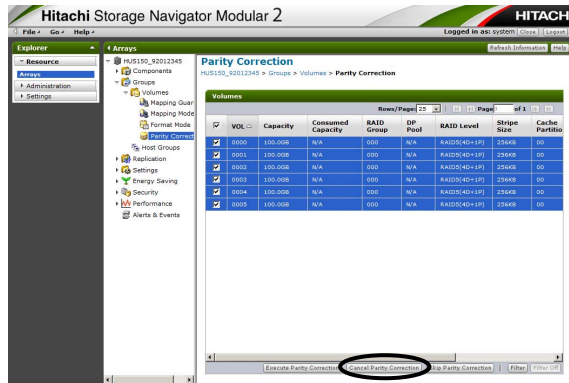 Hitachi Storage Navigator Modular 2
HITACH
File Go Help
Logged in as: system Close Logout
Explorer
Arrays
Refresh Information Help
Resource
Arrays
Administration
Settings
HUS150_92012345
Components
Groups
Volumes
Mapping Guar
Mapping Mode
Format Mode
Parity Correct
Host Groups
Replication
Settings
Energy Saving
Security
Performance
Alerts & Events
Parity Correction
HUS150_92012345 > Groups > Volumes > Parity Correction
Volumes
Rows/Page: 25 Page 1 of 1
VOL Capacity Consumed Capacity RAID Group DP Pool RAID Level Stripe Size Cache Partitio
0000 100.0GB N/A 000 N/A RAID5(4D+1P) 256KB 00
0001 100.0GB N/A 000 N/A RAID5(4D+1P) 256KB 00
0002 100.0GB N/A 000 N/A RAID5(4D+1P) 256KB 00
0003 100.0GB N/A 000 N/A RAID5(4D+1P) 256KB 00
0004 100.0GB N/A 000 N/A RAID5(4D+1P) 256KB 00
0005 100.0GB N/A 000 N/A RAID5(4D+1P) 256KB 00
Execute Parity Correction Cancel Parity Correction Skip Parity Correction Filter Filter Off